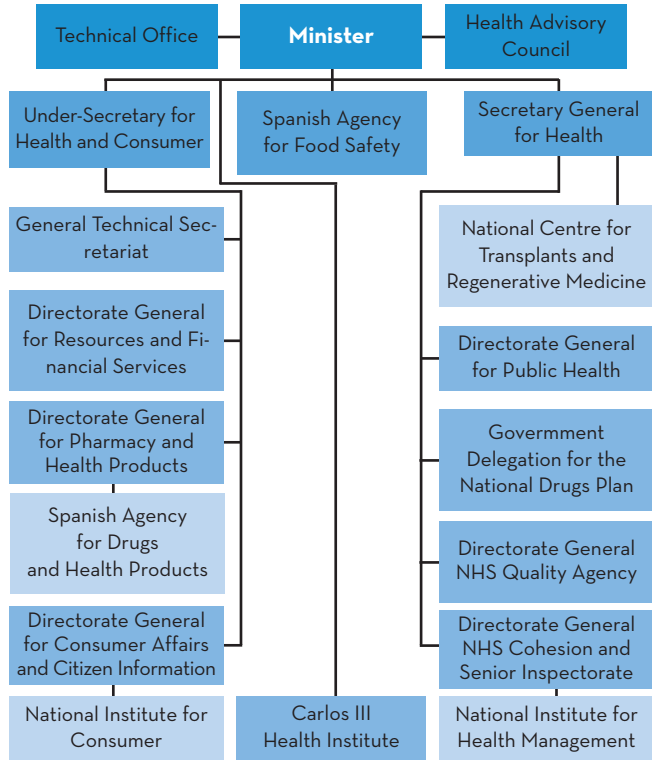 Technical Office
Minister
Health Advisory
Council
Under-Secretary for
Health and Consumer
Spanish Agency
for Food Safety
Secretary General
for Health
General Technical Sec-
retariat
National Centre for
Transplants and
Regenerative Medicine
Directorate General
for Resources and Fi-
nancial Services
Directorate General
for Public Health
Directorate General
for Pharmacy and
Health Products
Government
Delegation for the
National Drugs Plan
Spanish Agency
for Drugs
and Health Products
Directorate General
NHS Quality Agency
Directorate General
for Consumer Affairs
and Citizen Information
Directorate General
NHS Cohesion and
Senior Inspectorate
National Institute for
Consumer
Carlos III
Health Institute
National Institute for
Health Management